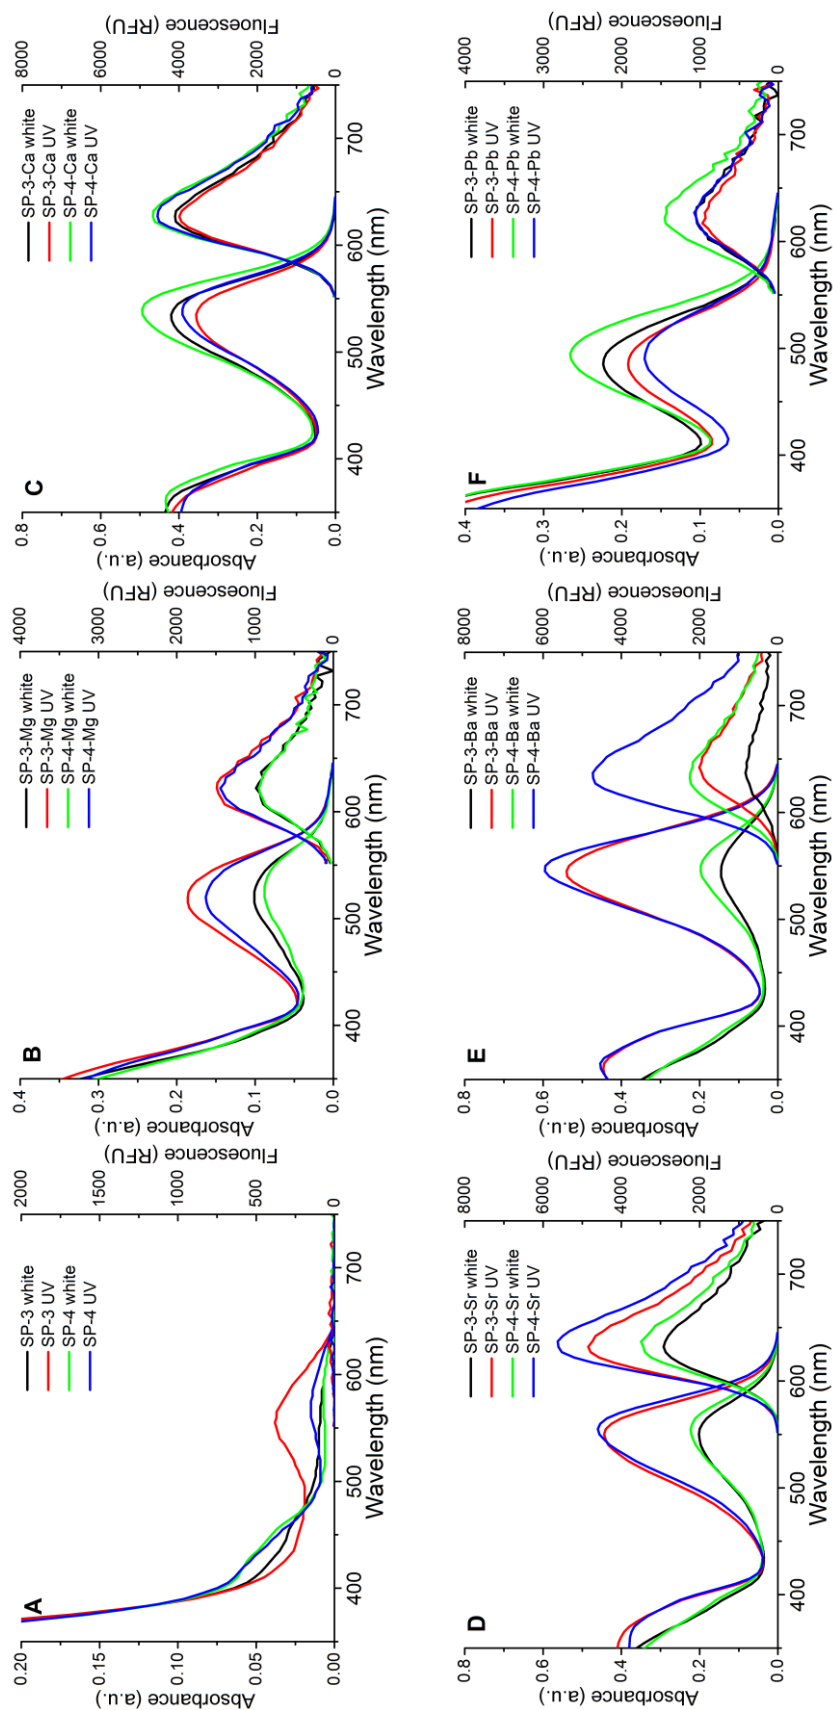 A
SP-3 white
SP-3 UV
SP-4 white
SP-4 UV
Absorbance (a.u.)
0.20
0.15
0.10
0.05
0.00
Fluorescence (RFU)
2000
1500
1000
500
0
400
500
600
700
Wavelength (nm)
B
SP-3-Mg white
SP-3-Mg UV
SP-4-Mg white
SP-4-Mg UV
Absorbance (a.u.)
0.4
0.3
0.2
0.1
0.0
Fluorescence (RFU)
4000
3000
2000
1000
0
400
500
600
700
Wavelength (nm)
C
SP-3-Ca white
SP-3-Ca UV
SP-4-Ca white
SP-4-Ca UV
Absorbance (a.u.)
0.8
0.6
0.4
0.2
0.0
Fluorescence (RFU)
8000
6000
4000
2000
0
400
500
600
700
Wavelength (nm)
D
SP-3-Sr white
SP-3-Sr UV
SP-4-Sr white
SP-4-Sr UV
Absorbance (a.u.)
0.8
0.6
0.4
0.2
0.0
Fluorescence (RFU)
8000
6000
4000
2000
0
400
500
600
700
Wavelength (nm)
E
SP-3-Ba white
SP-3-Ba UV
SP-4-Ba white
SP-4-Ba UV
Absorbance (a.u.)
0.8
0.6
0.4
0.2
0.0
Fluorescence (RFU)
8000
6000
4000
2000
0
400
500
600
700
Wavelength (nm)
F
SP-3-Pb white
SP-3-Pb UV
SP-4-Pb white
SP-4-Pb UV
Absorbance (a.u.)
0.4
0.3
0.2
0.1
0.0
Fluorescence (RFU)
4000
3000
2000
1000
0
400
500
600
700
Wavelength (nm)